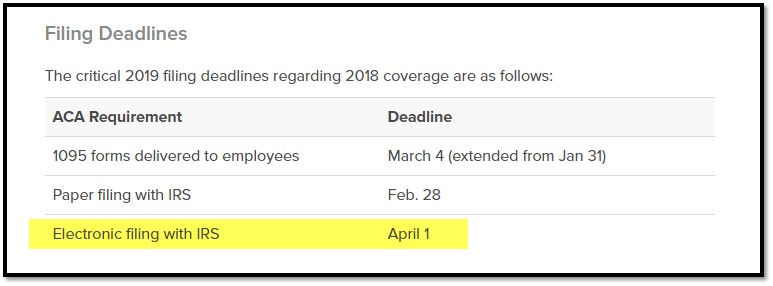 Filing Deadlines
The critical 2019 filing deadlines regarding 2018 coverage are as follows:
ACA Requirement Deadline
1095 forms delivered to employees March 4 (extended from Jan 31)
Paper filing with IRS Feb. 28
Electronic filing with IRS April 1